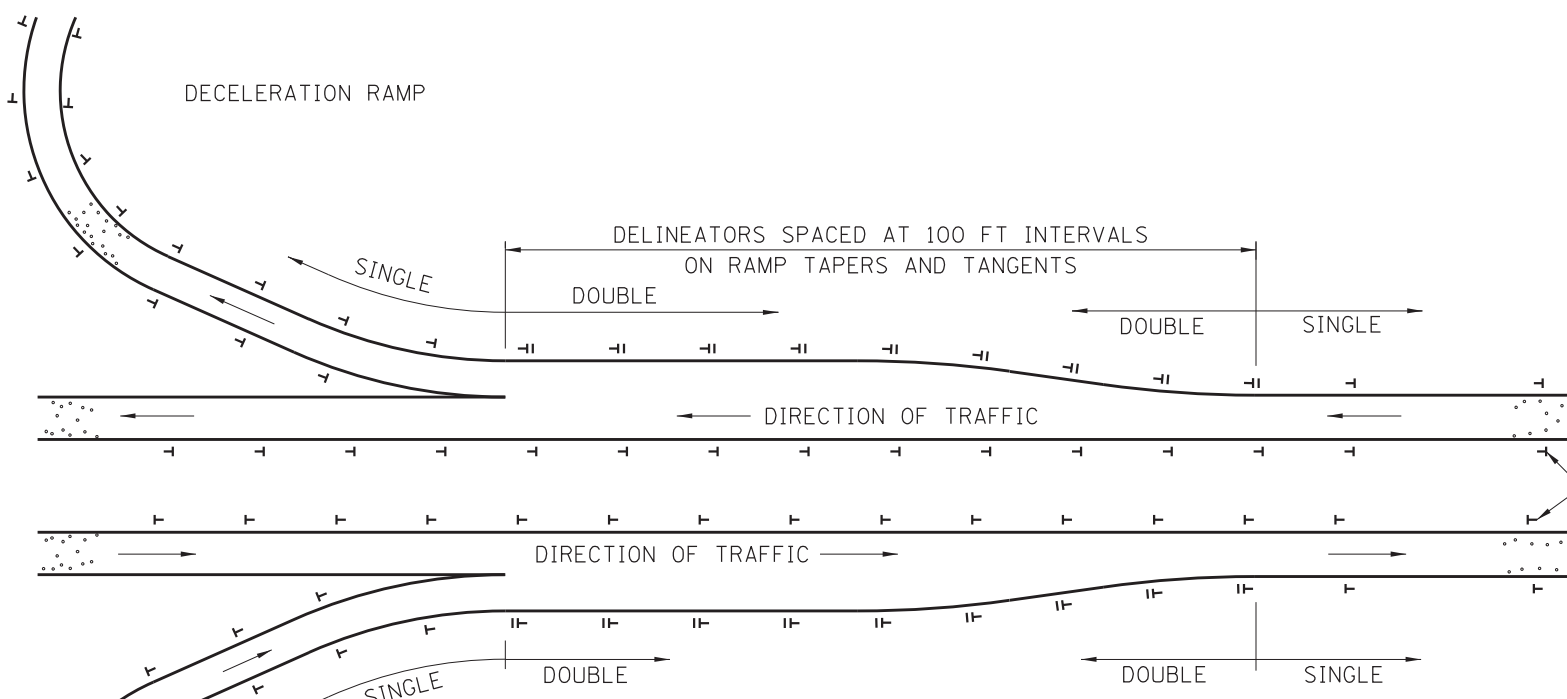 DECELERATION RAMP
DELINEATORS SPACED AT 100 FT INTERVALS
ON RAMP TAPERS AND TANGENTS
SINGLE
DOUBLE
DOUBLE
SINGLE
DIRECTION OF TRAFFIC
DIRECTION OF TRAFFIC
SINGLE
DOUBLE
DOUBLE
SINGLE